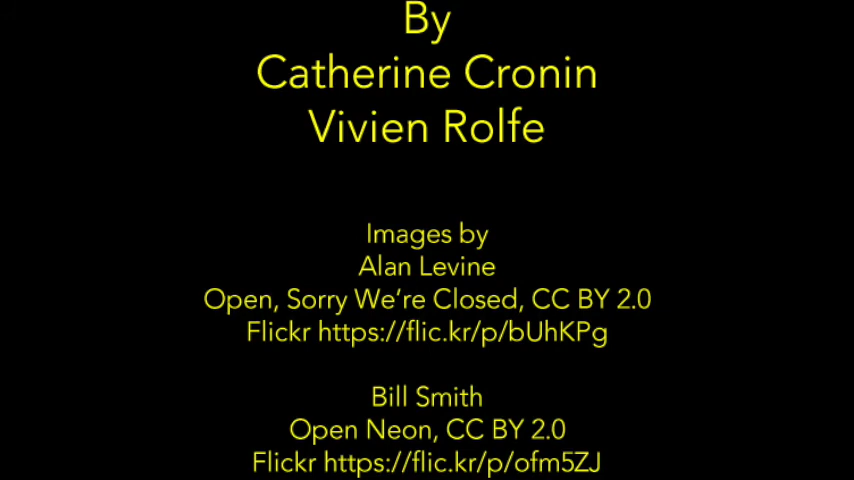 By
Catherine Cronin
Vivien Rolfe
Images by
Alan Levine
Open, Sorry We’re Closed, CC BY 2.0
Flickr https://flic.kr/p/bUhKPg
Bill Smith
Open Neon, CC BY 2.0
Flickr https://flic.kr/p/ofm5ZJ